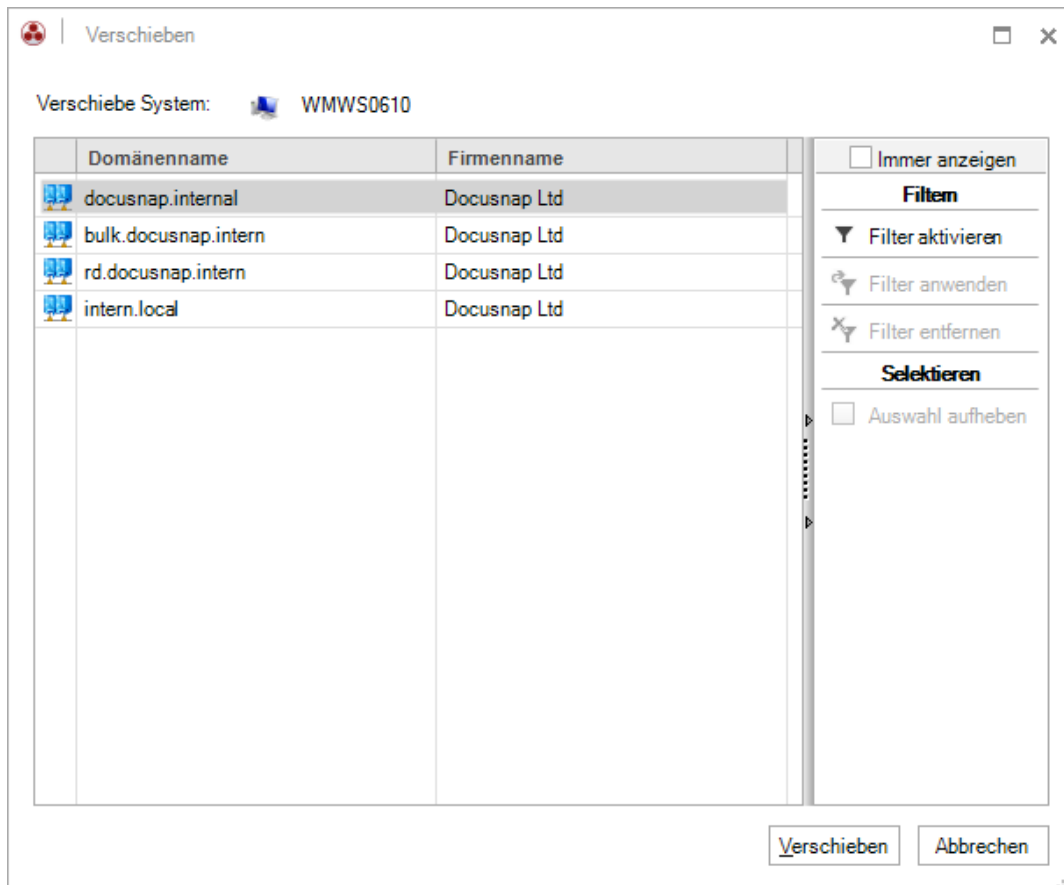 Verschieben
Verschiebe System: WMWS0610
Domänenname Firmenname
docusnap.internal Docusnap Ltd
bulk.docusnap.intern Docusnap Ltd
rd.docusnap.intern Docusnap Ltd
intern.local Docusnap Ltd
Immer anzeigen
Filtern
Filter aktivieren
Filter anwenden
Filter entfernen
Selektieren
Auswahl aufheben
Verschieben Abbrechen